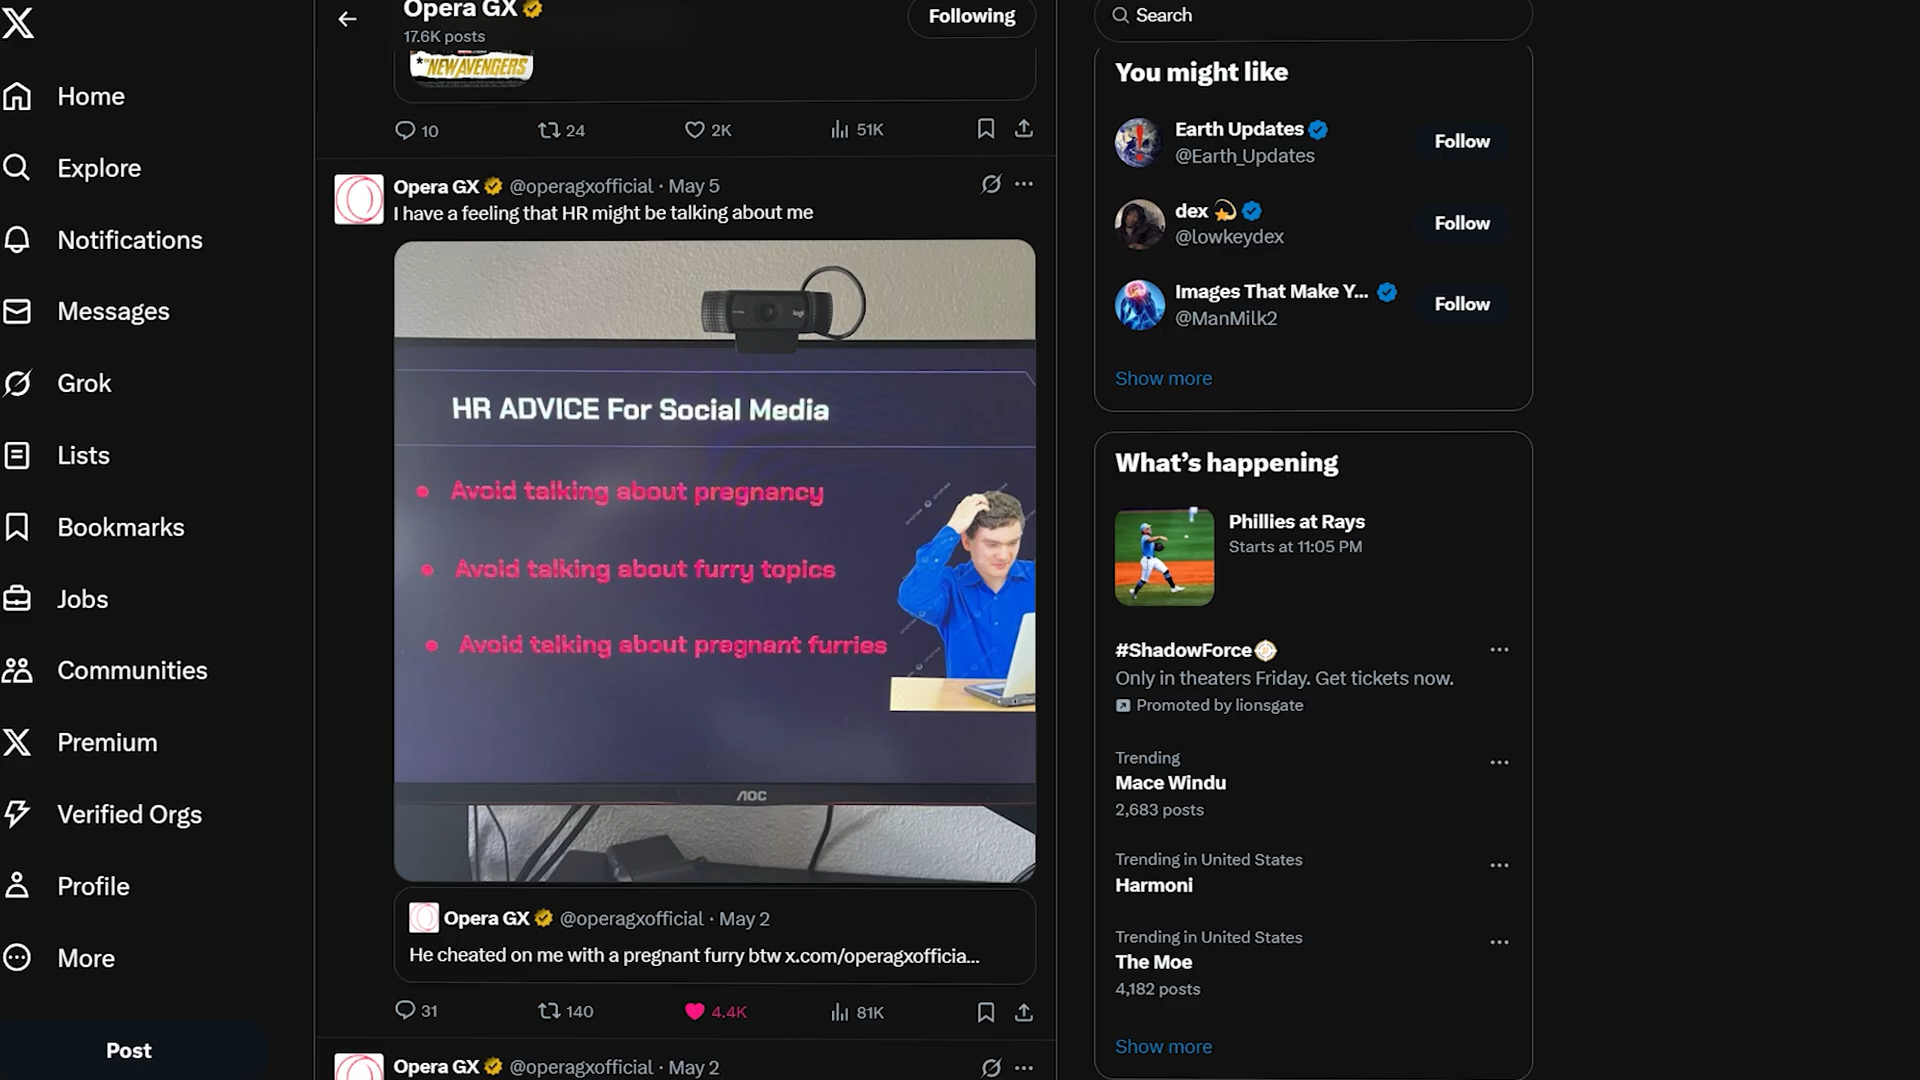 Home
Explore
Notifications
Messages
Grok
Lists
Bookmarks
Jobs
Communities
Premium
Verified Orgs
Profile
More
Post
Opera GX
17.6K posts
Following
*NEW AVENGERS
10
24
2K
51K
Opera GX @operagxofficial · May 5
I have a feeling that HR might be talking about me
logi
HR ADVICE For Social Media
• Avoid talking about pregnancy
• Avoid talking about furry topics
• Avoid talking about pregnant furries
AOC
Opera GX @operagxofficial · May 2
He cheated on me with a pregnant furry btw x.com/operagxofficia...
31
140
4.4K
81K
Opera GX @operagxofficial · May 2
Search
You might like
Earth Updates
@Earth_Updates
Follow
dex
@lowkeydex
Follow
Images That Make Y...
@ManMilk2
Follow
Show more
What's happening
Phillies at Rays
Starts at 11:05 PM
#ShadowForce
Only in theaters Friday. Get tickets now.
Promoted by lionsgate
Trending
Mace Windu
2,683 posts
Trending in United States
Harmoni
Trending in United States
The Moe
4,182 posts
Show more